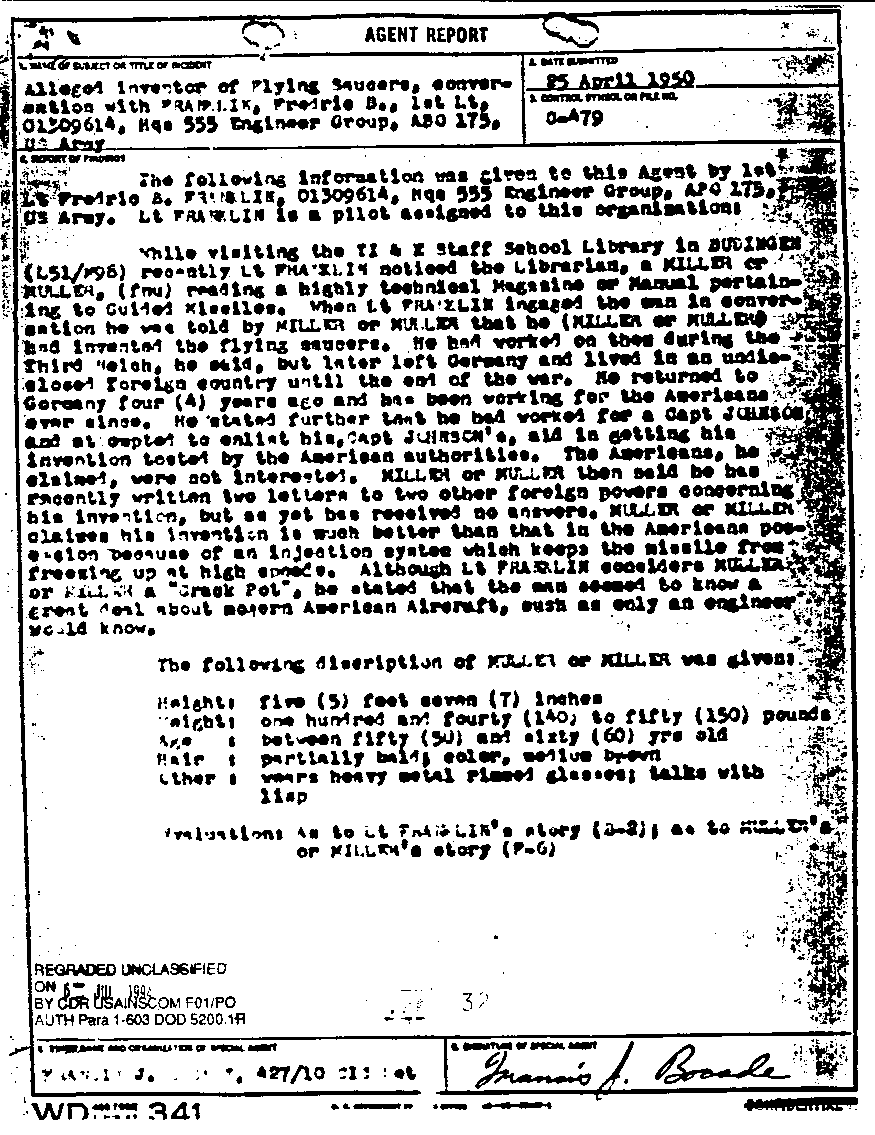 AGENT REPORT
1. NAME OF SUBJECT OR TITLE OF INCIDENT
2. DATE SUBMITTED
Alleged inventor of Flying Saucers, conver-
sation with FRANKLIN, Fredric B., 1st Lt,
01309614, Hqs 555 Engineer Group, APO 175,
US Army
25 April 1950
3. CONTROL SYMBOL OR FILE NO.
0-479
4. REPORT OF FINDINGS
The following information was given to this Agent by 1st
Lt Fredric B. FRANKLIN, 01309614, Hqs 555 Engineer Group, APO 175,
US Army. Lt FRANKLIN is a pilot assigned to this organization:
While visiting the TI & E Staff School Library in BUDINGEN
(L51/M98) recently Lt FRANKLIN noticed the Librarian, a MILLER or
MULLER, (fnu) reading a highly technical Magazine or Manual pertain-
ing to Guided Missiles. When Lt FRANKLIN ingaged the man in conver-
sation he was told by MILLER or MULLER that he (MILLER or MULLER)
had invented the flying saucers. He had worked on them during the
Third Reich, he said, but later left Germany and lived in an undis-
closed foreign country until the end of the war. He returned to
Germany four (4) years ago and has been working for the Americans
ever since. He stated further that he had worked for a Capt JOHNSON
and attempted to enlist his, Capt JOHNSON's, aid in getting his
invention tested by the American authorities. The Americans, he
claimed, were not interested. MILLER or MULLER then said he has
recently written two letters to two other foreign powers concerning
his invention, but as yet has received no answers. MULLER or MILLER
claims his invention is much better than that in the Americans pos-
ession because of an injection system which keeps the missile from
freezing up at high speeds. Although Lt FRANKLIN considers MULLER
or MILLER a "Crack Pot", he stated that the man seemed to know a
great deal about modern American Aircraft, such as only an engineer
would know.
The following discription of MULLER or MILLER was given:
Height: five (5) feet seven (7) inches
Weight: one hundred and fourty (140) to fifty (150) pounds
Age : between fifty (50) and sixty (60) yrs old
Hair : partially bald; color, medium brown
Other : wears heavy metal rimmed glasses; talks with
lisp
Evaluation: As to Lt FRANKLIN's story (B-2); as to MULLER's
or MILLER's story (F-6)
REGRADED UNCLASSIFIED
ON JUL
BY CDR USAINSCOM F01/PO
AUTH Para 1-603 DOD 5200.1R
32
5. TYPED NAME AND ORGANIZATION OF SPECIAL AGENT
6. SIGNATURE OF SPECIAL AGENT
J. 427/10 CIC Det
Francis J.
WD 341
CONFIDENTIAL